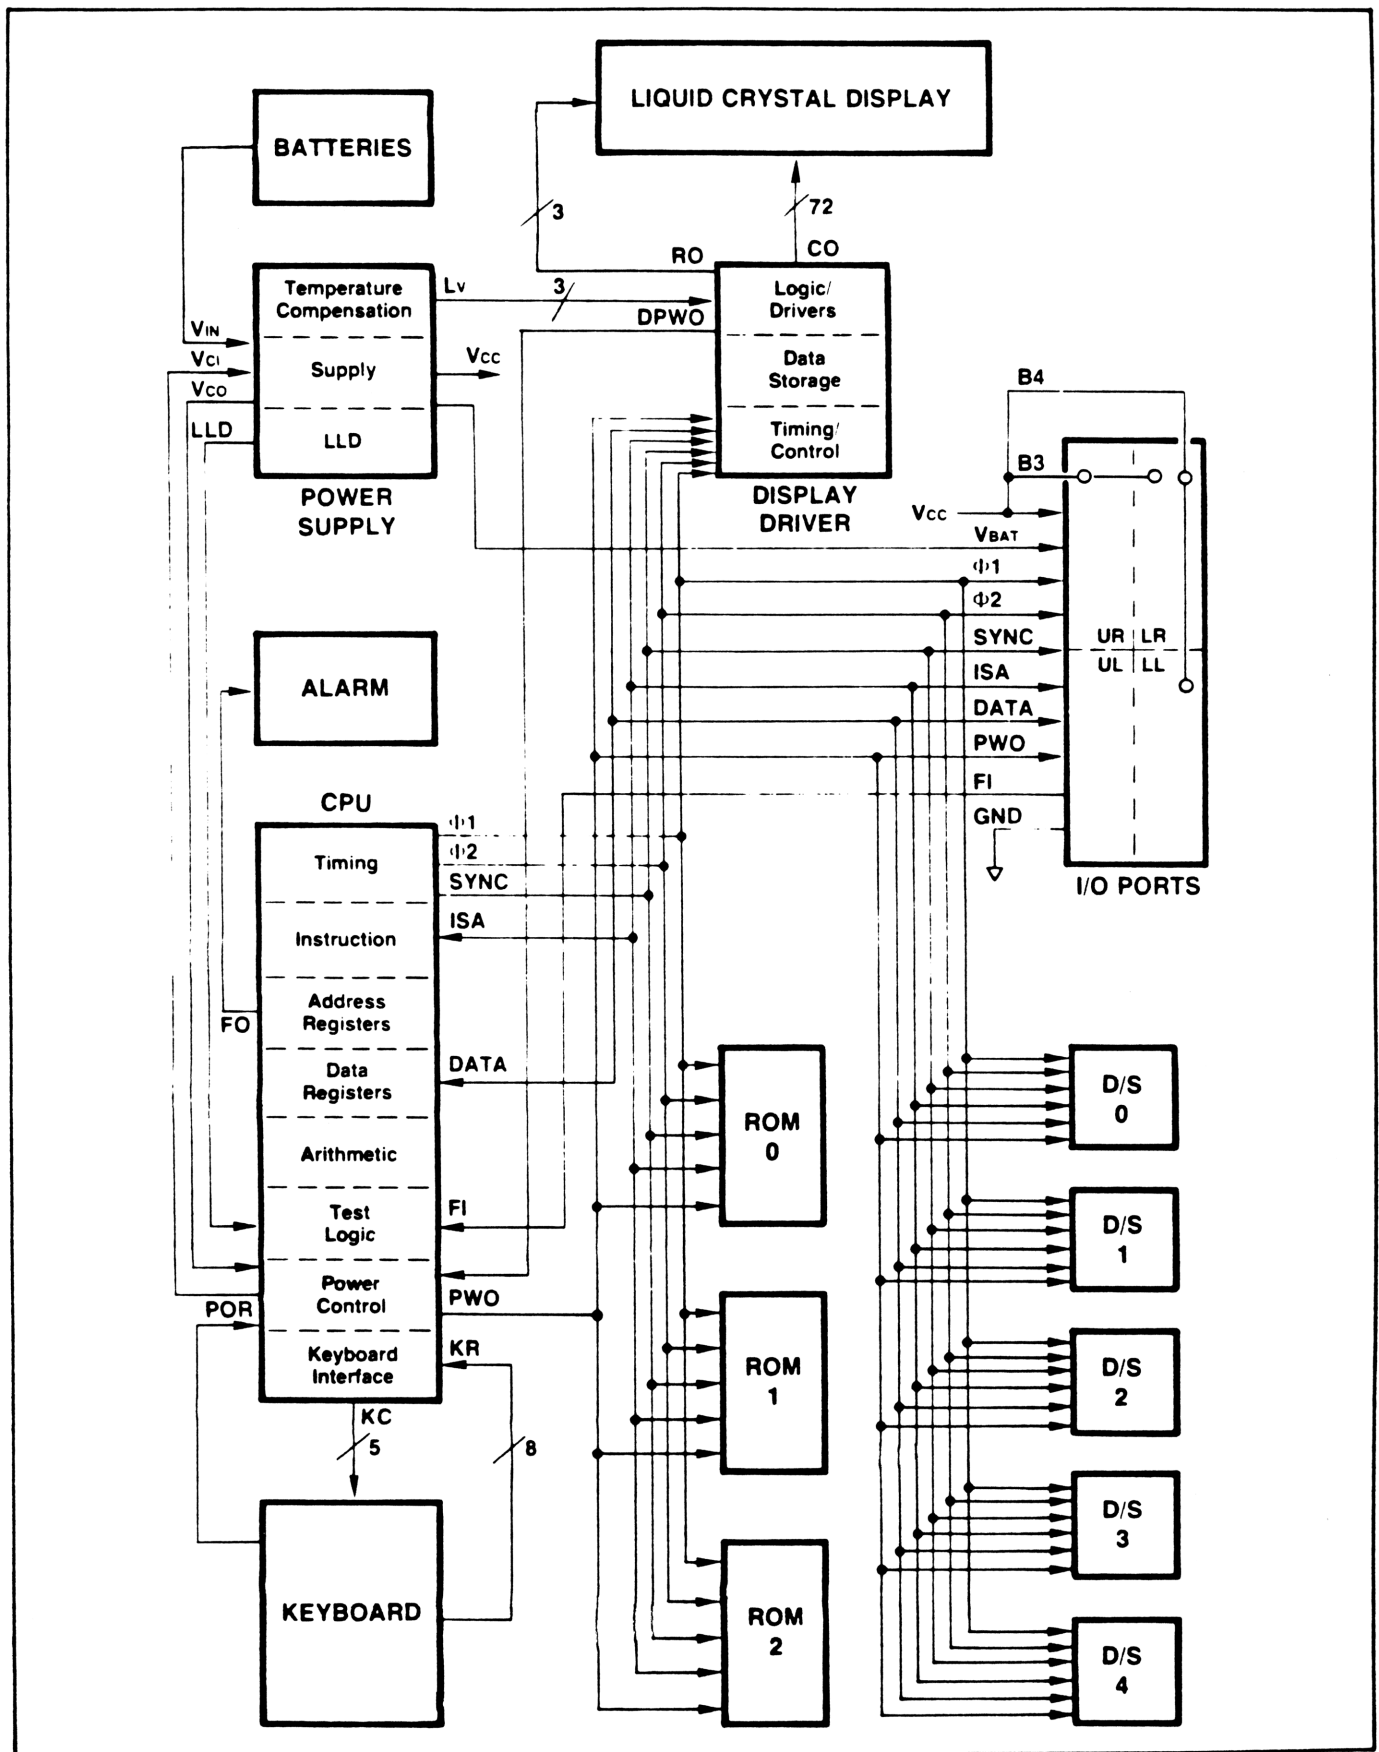 LIQUID CRYSTAL DISPLAY
BATTERIES
3
72
RO
CO
Temperature
Compensation
LV
3
Logic/
Drivers
DPWO
VIN
VCI
Supply
VCC
Data
Storage
VCO
LLD
LLD
Timing/
Control
POWER
SUPPLY
DISPLAY
DRIVER
B4
B3
VCC
VBAT
Φ1
Φ2
SYNC
ISA
DATA
PWO
FI
GND
UR LR
UL LL
I/O PORTS
ALARM
CPU
Φ1
Timing
Φ2
SYNC
ISA
Instruction
Address
Registers
FO
DATA
Data
Registers
Arithmetic
FI
Test
Logic
Power
Control
PWO
POR
KR
Keyboard
Interface
KC
5
8
KEYBOARD
ROM
0
ROM
1
ROM
2
D/S
0
D/S
1
D/S
2
D/S
3
D/S
4